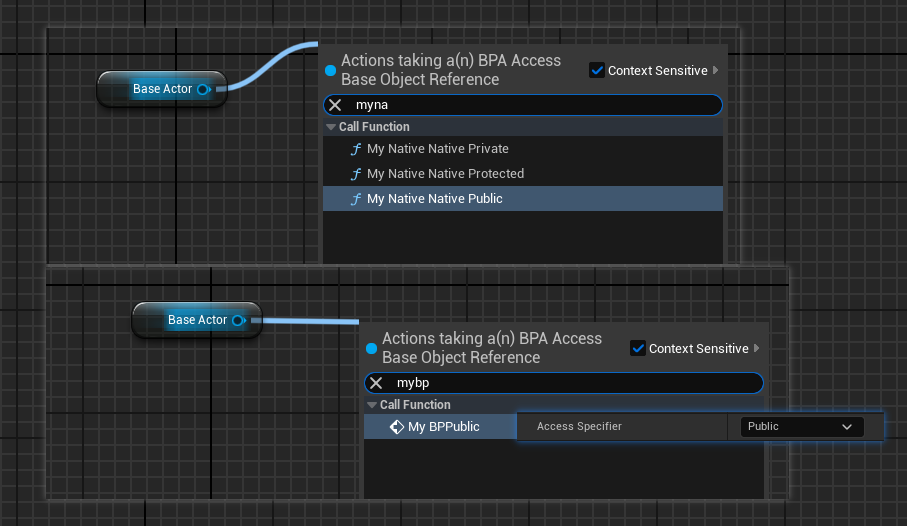 Base Actor
Actions taking a(n) BPA Access
Base Object Reference
Context Sensitive
myna
Call Function
My Native Native Private
My Native Native Protected
My Native Native Public
Base Actor
Actions taking a(n) BPA Access
Base Object Reference
Context Sensitive
mybp
Call Function
My BPPublic
Access Specifier
Public